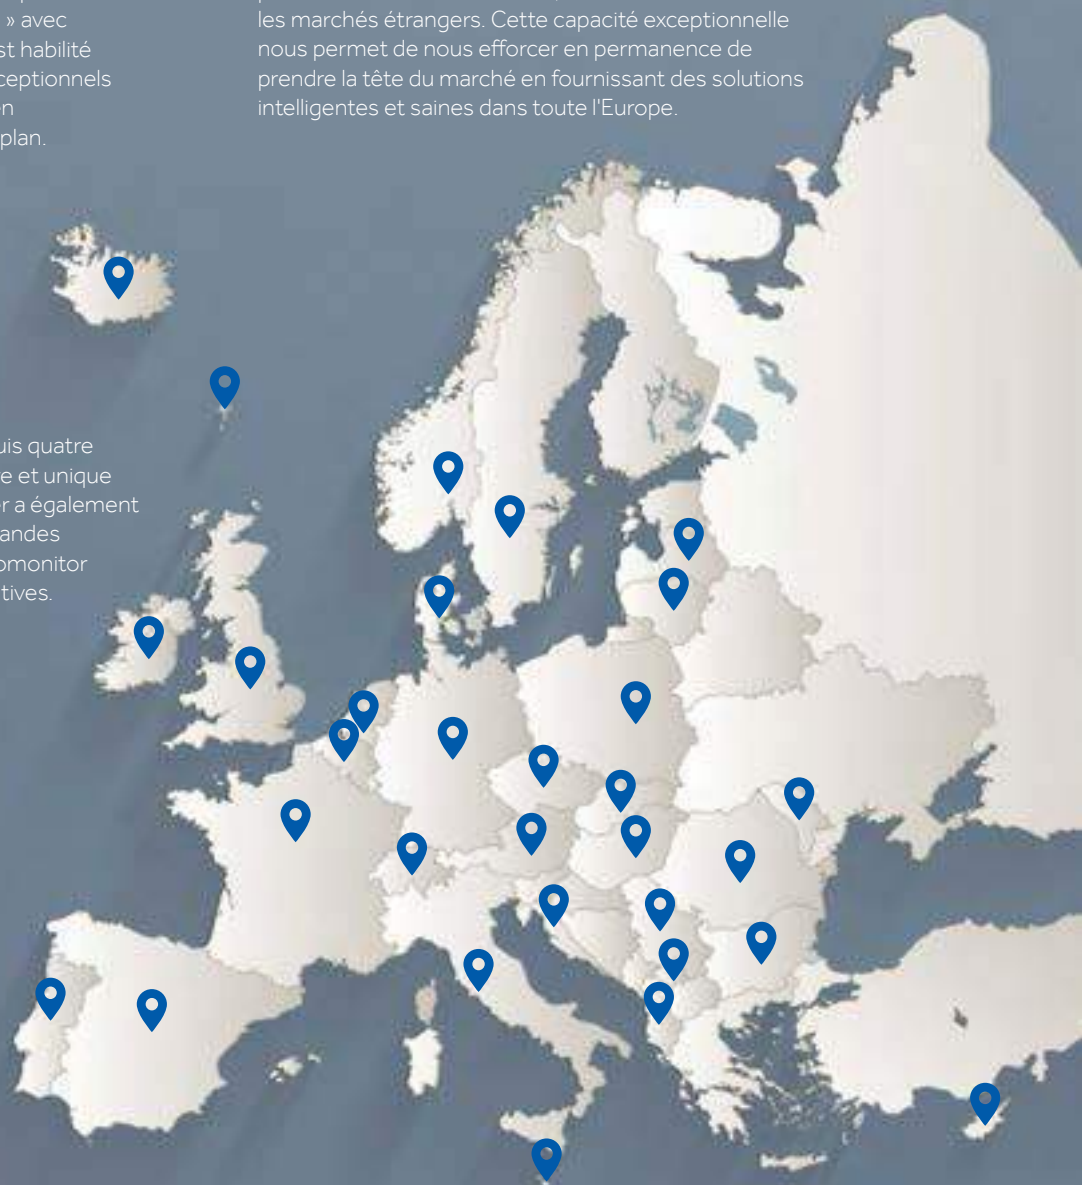 » avec
st habilité
ceptionnels
en
plan.
les marchés étrangers. Cette capacité exceptionnelle
nous permet de nous efforcer en permanence de
prendre la tête du marché en fournissant des solutions
intelligentes et saines dans toute l'Europe.
uis quatre
e et unique
er a également
andes
omonitor
tives.